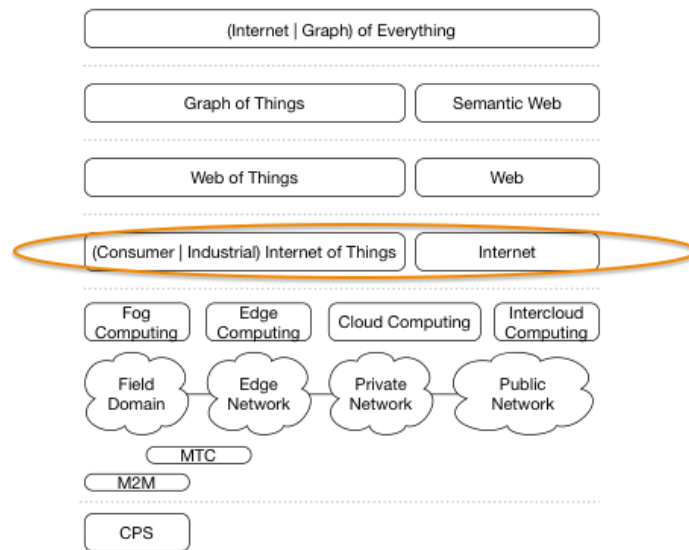 (Internet | Graph) of Everything
Graph of Things
Semantic Web
Web of Things
Web
(Consumer | Industrial) Internet of Things
Internet
Fog
Computing
Edge
Computing
Cloud Computing
Intercloud
Computing
Field
Domain
Edge
Network
Private
Network
Public
Network
MTC
M2M
CPS